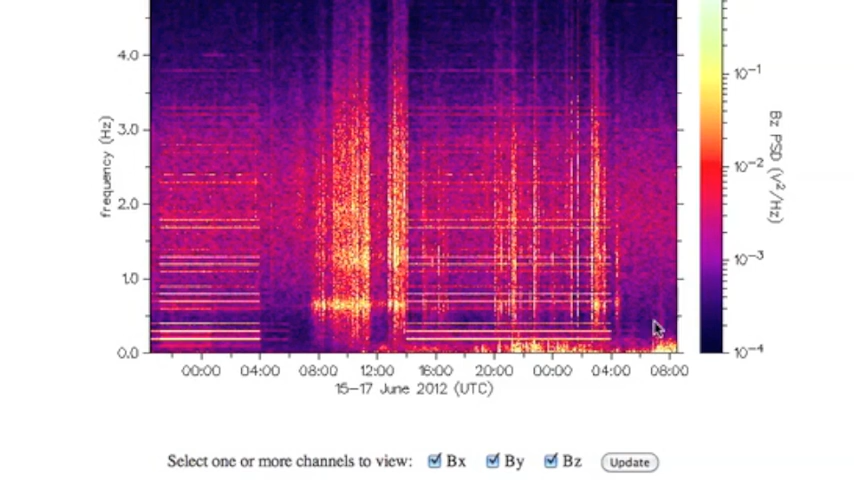 4.0
3.0
2.0
1.0
0.0
frequency (Hz)
00:00 04:00 08:00 12:00 16:00 20:00 00:00 04:00 08:00
15-17 June 2012 (UTC)
10⁻¹
10⁻²
10⁻³
10⁻⁴
Bz PSD (V²/Hz)
Select one or more channels to view: Bx By Bz Update